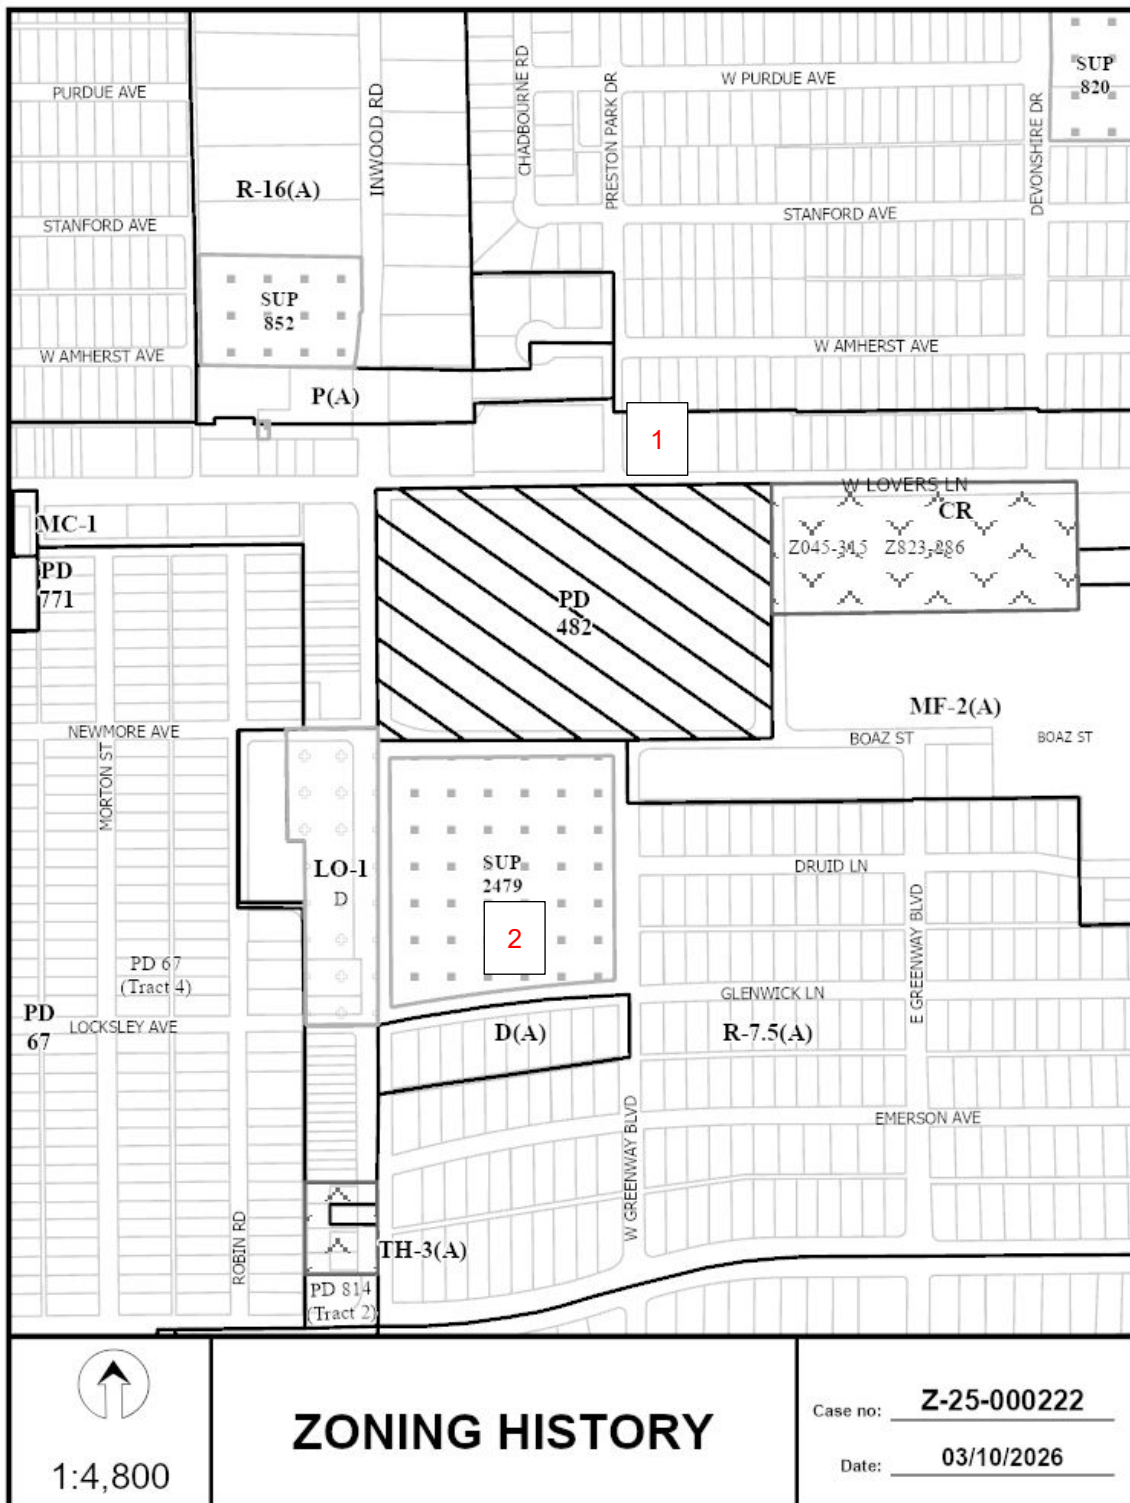 PURDUE AVE
INWOOD RD
CHADBOURNE RD
PRESTON PARK DR
W PURDUE AVE
DEVONSHIRE DR
SUP
820
R-16(A)
STANFORD AVE
STANFORD AVE
SUP
852
W AMHERST AVE
W AMHERST AVE
P(A)
1
W LOVERS LN
CR
Z045-315 Z823-286
MC-1
PD
771
PD
482
MF-2(A)
NEWMORE AVE
BOAZ ST
BOAZ ST
MORTON ST
LO-1
D
SUP
2479
DRUID LN
E GREENWAY BLVD
2
PD 67
(Tract 4)
PD
67
LOCKSLEY AVE
GLENWICK LN
D(A)
R-7.5(A)
EMERSON AVE
W GREENWAY BLVD
ROBIN RD
TH-3(A)
PD 814
(Tract 2)
1:4,800
ZONING HISTORY
Case no: Z-25-000222
Date: 03/10/2026